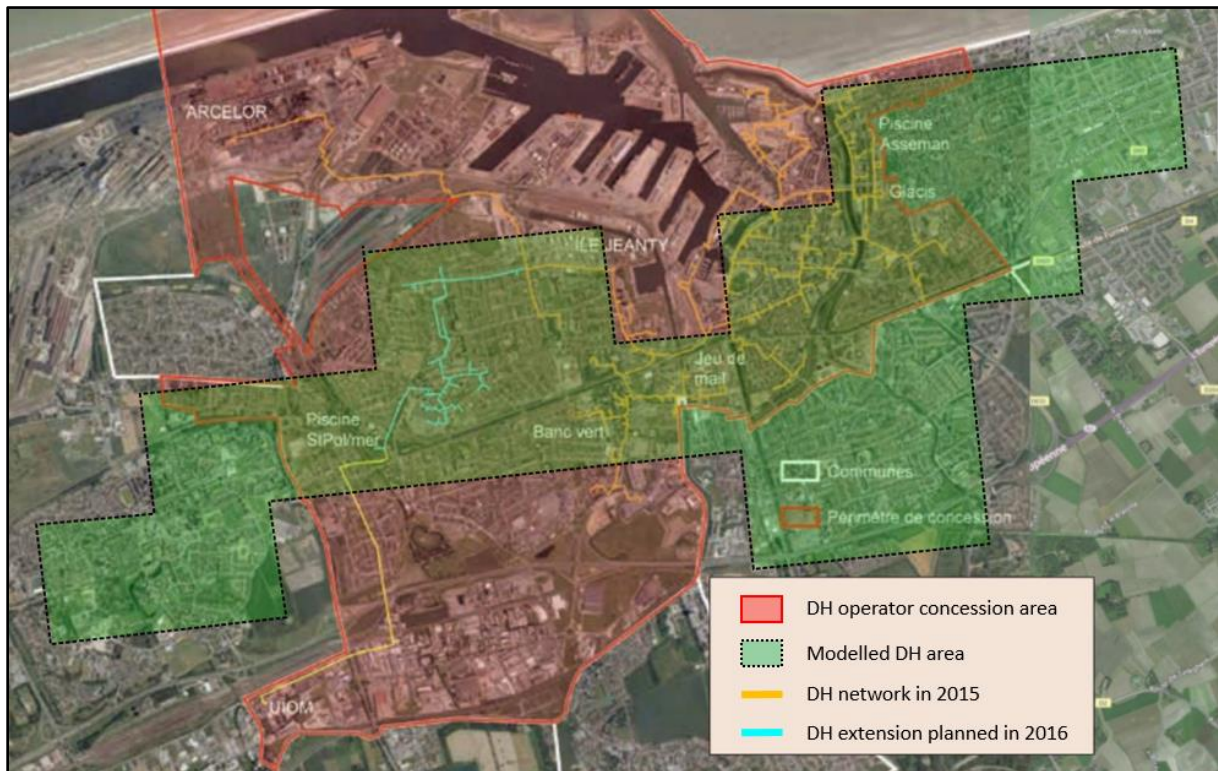 ARCELOR
Piscine
Asseman
Glacis
ÎLE JEANTY
Jeu de
mail
Piscine
StPol/mer
Banc vert
Communes
Périmètre de concession
UIOM
DH operator concession area
Modelled DH area
DH network in 2015
DH extension planned in 2016